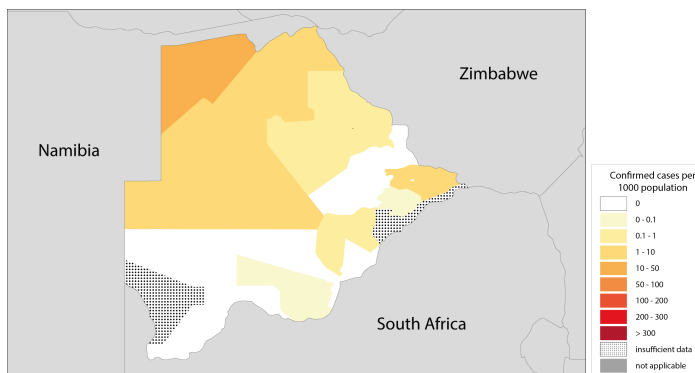 Zimbabwe
Namibia
South Africa
Confirmed cases per
1000 population
0
0 - 0.1
0.1 - 1
1 - 10
10 - 50
50 - 100
100 - 200
200 - 300
> 300
insufficient data
not applicable